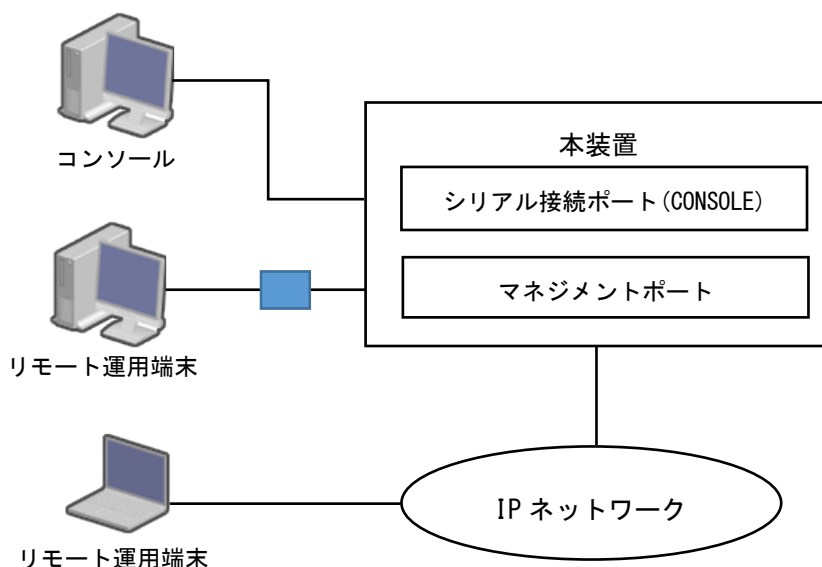 コンソール
本装置
シリアル接続ポート(CONSOLE)
マネジメントポート
リモート運用端末
IP ネットワーク
リモート運用端末